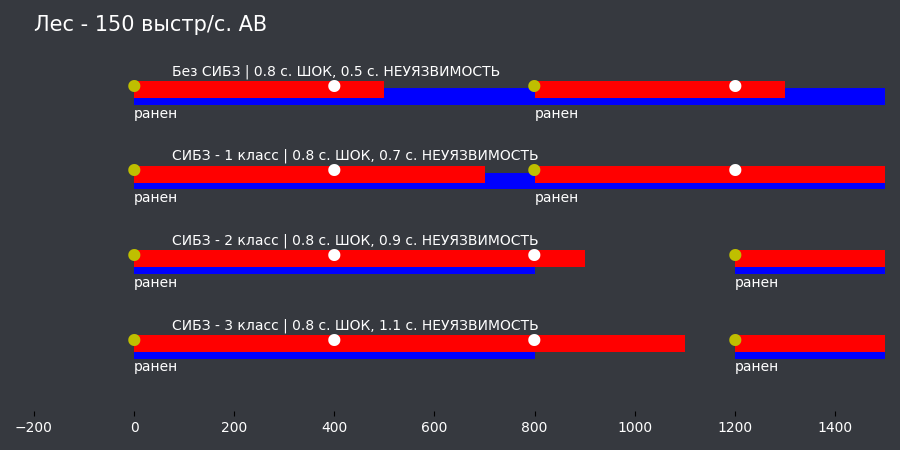 Лес - 150 выстр/с. АВ
Без СИБЗ | 0.8 с. ШОК, 0.5 с. НЕУЯЗВИМОСТЬ
ранен ранен
СИБЗ - 1 класс | 0.8 с. ШОК, 0.7 с. НЕУЯЗВИМОСТЬ
ранен ранен
СИБЗ - 2 класс | 0.8 с. ШОК, 0.9 с. НЕУЯЗВИМОСТЬ
ранен ранен
СИБЗ - 3 класс | 0.8 с. ШОК, 1.1 с. НЕУЯЗВИМОСТЬ
ранен ранен
−200 0 200 400 600 800 1000 1200 1400